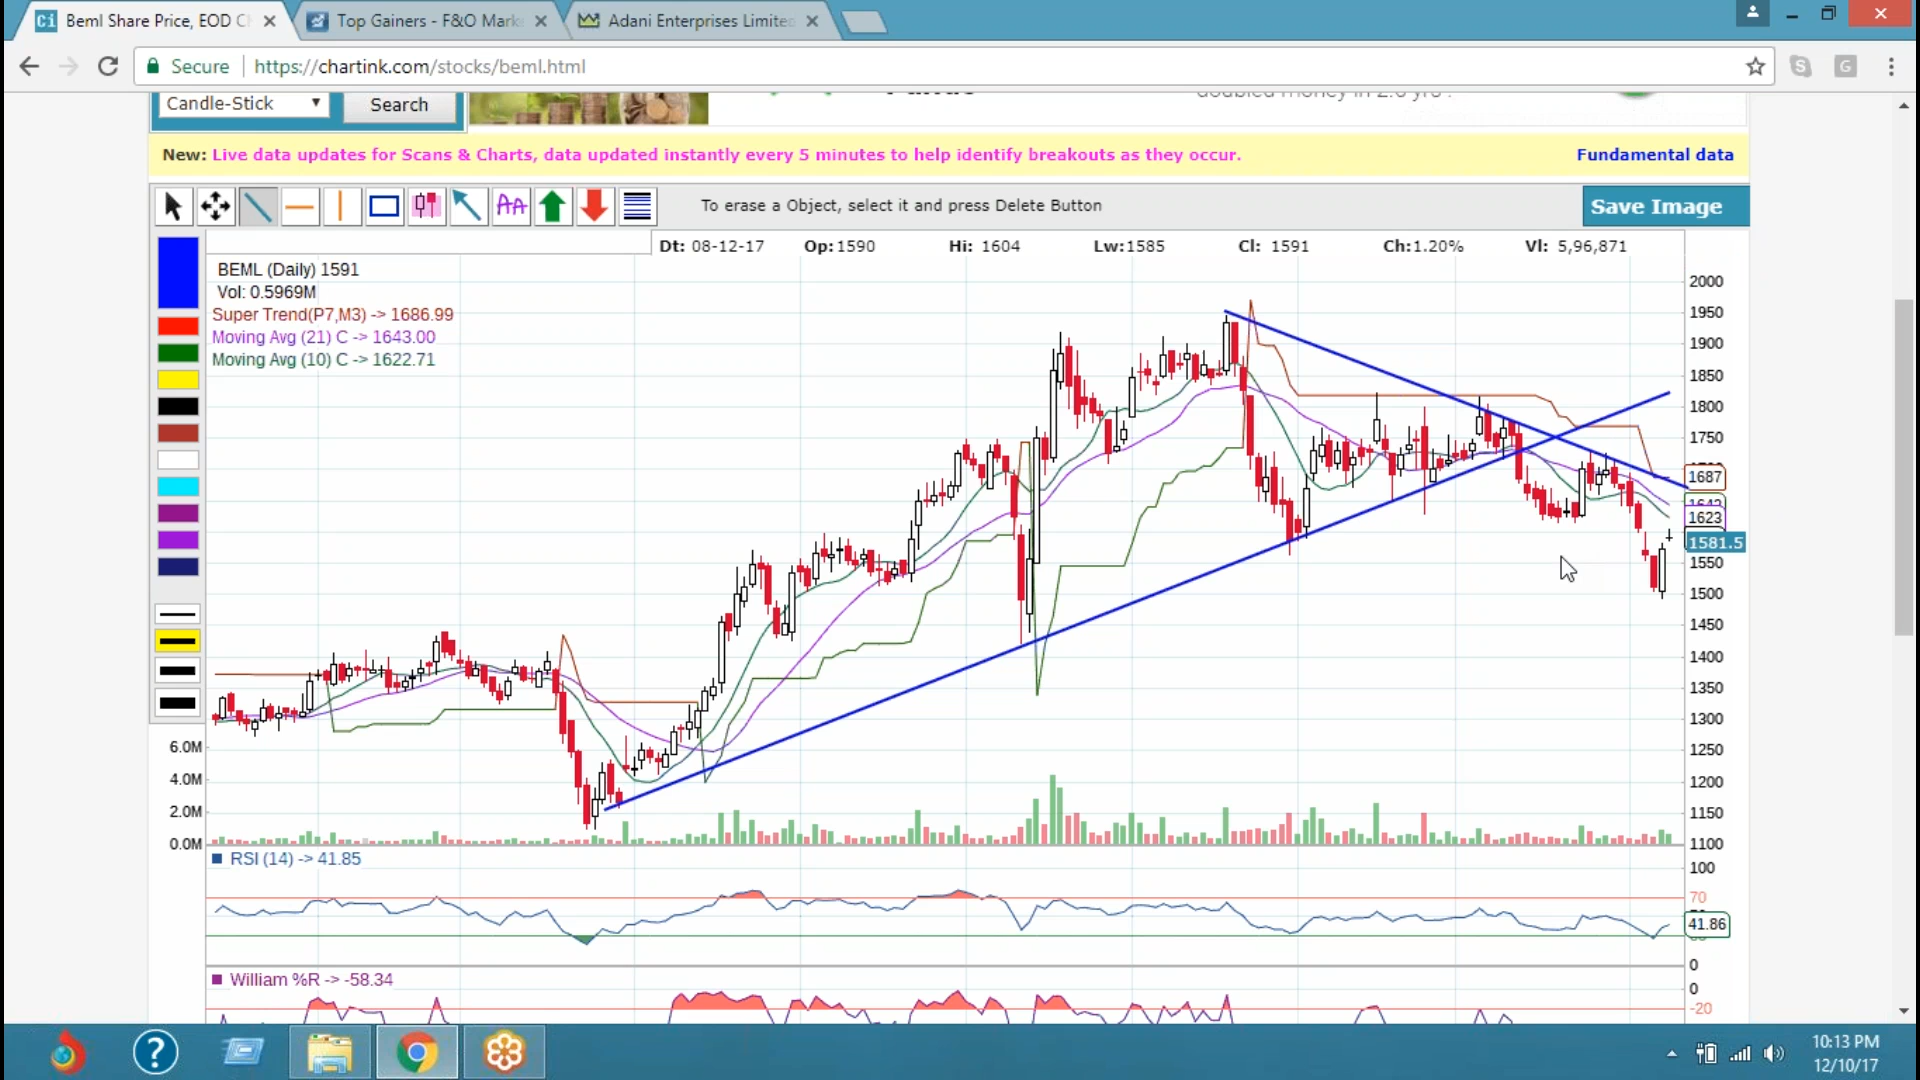 Beml Share Price, EOD C
Top Gainers - F&O Mark
Adani Enterprises Limite
Secure
https://chartink.com/stocks/beml.html
Candle-Stick
Search
doubled money in 2.6 yrs .
New: Live data updates for Scans & Charts, data updated instantly every 5 minutes to help identify breakouts as they occur.
Fundamental data
To erase a Object, select it and press Delete Button
Save Image
Dt: 08-12-17 Op:1590 Hi: 1604 Lw:1585 Cl: 1591 Ch:1.20% Vl: 5,96,871
BEML (Daily) 1591
Vol: 0.5969M
Super Trend(P7,M3) -> 1686.99
Moving Avg (21) C -> 1643.00
Moving Avg (10) C -> 1622.71
2000
1950
1900
1850
1800
1750
1687
1623
1581.5
1550
1500
1450
1400
1350
1300
1250
1200
1150
1100
6.0M
4.0M
2.0M
0.0M
RSI (14) -> 41.85
100
70
41.86
0
William %R -> -58.34
0
-20
10:13 PM
12/10/17